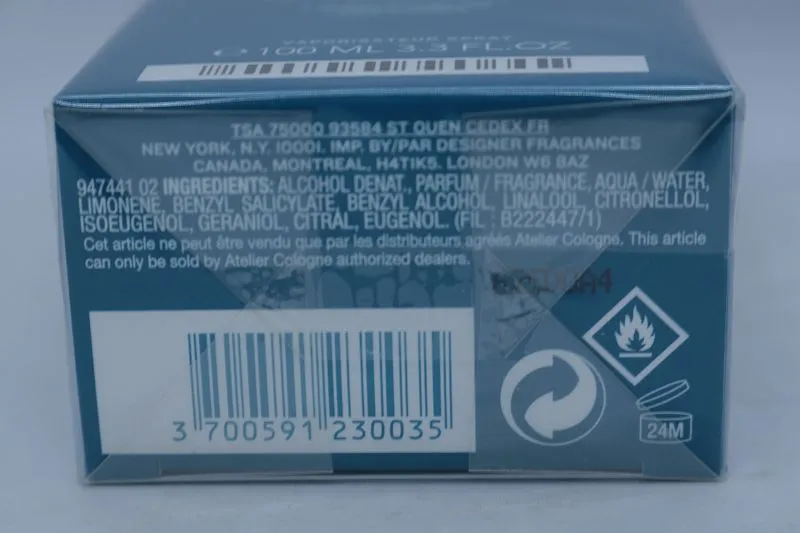 VAPORISATEUR SPRAY
℮ 100 ML 3.3 FL.OZ
TSA 75000 93584 ST OUEN CEDEX FR
NEW YORK, N.Y. 10001. IMP. BY/PAR DESIGNER FRAGRANCES
CANADA, MONTREAL, H4T1K5. LONDON W6 8AZ
947441 02 INGREDIENTS: ALCOHOL DENAT., PARFUM / FRAGRANCE, AQUA / WATER,
LIMONENE, BENZYL SALICYLATE, BENZYL ALCOHOL, LINALOOL, CITRONELLOL,
ISOEUGENOL, GERANIOL, CITRAL, EUGENOL. (FIL : B222447/1)
Cet article ne peut être vendu que par les distributeurs agréés Atelier Cologne. This article
can only be sold by Atelier Cologne authorized dealers.
3 700591 230035
24M